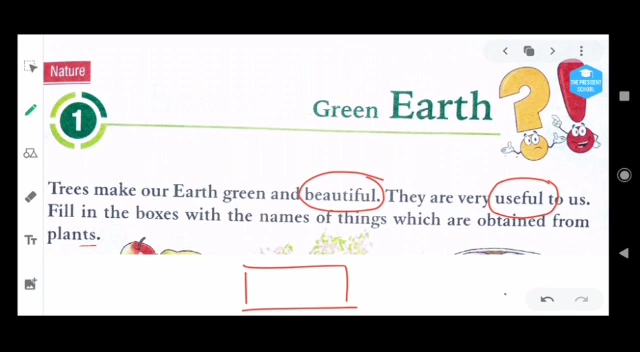 Nature
THE PRESIDENT
SCHOOL
1
Green Earth
Trees make our Earth green and beautiful. They are very useful to us.
Fill in the boxes with the names of things which are obtained from
plants.
Tт